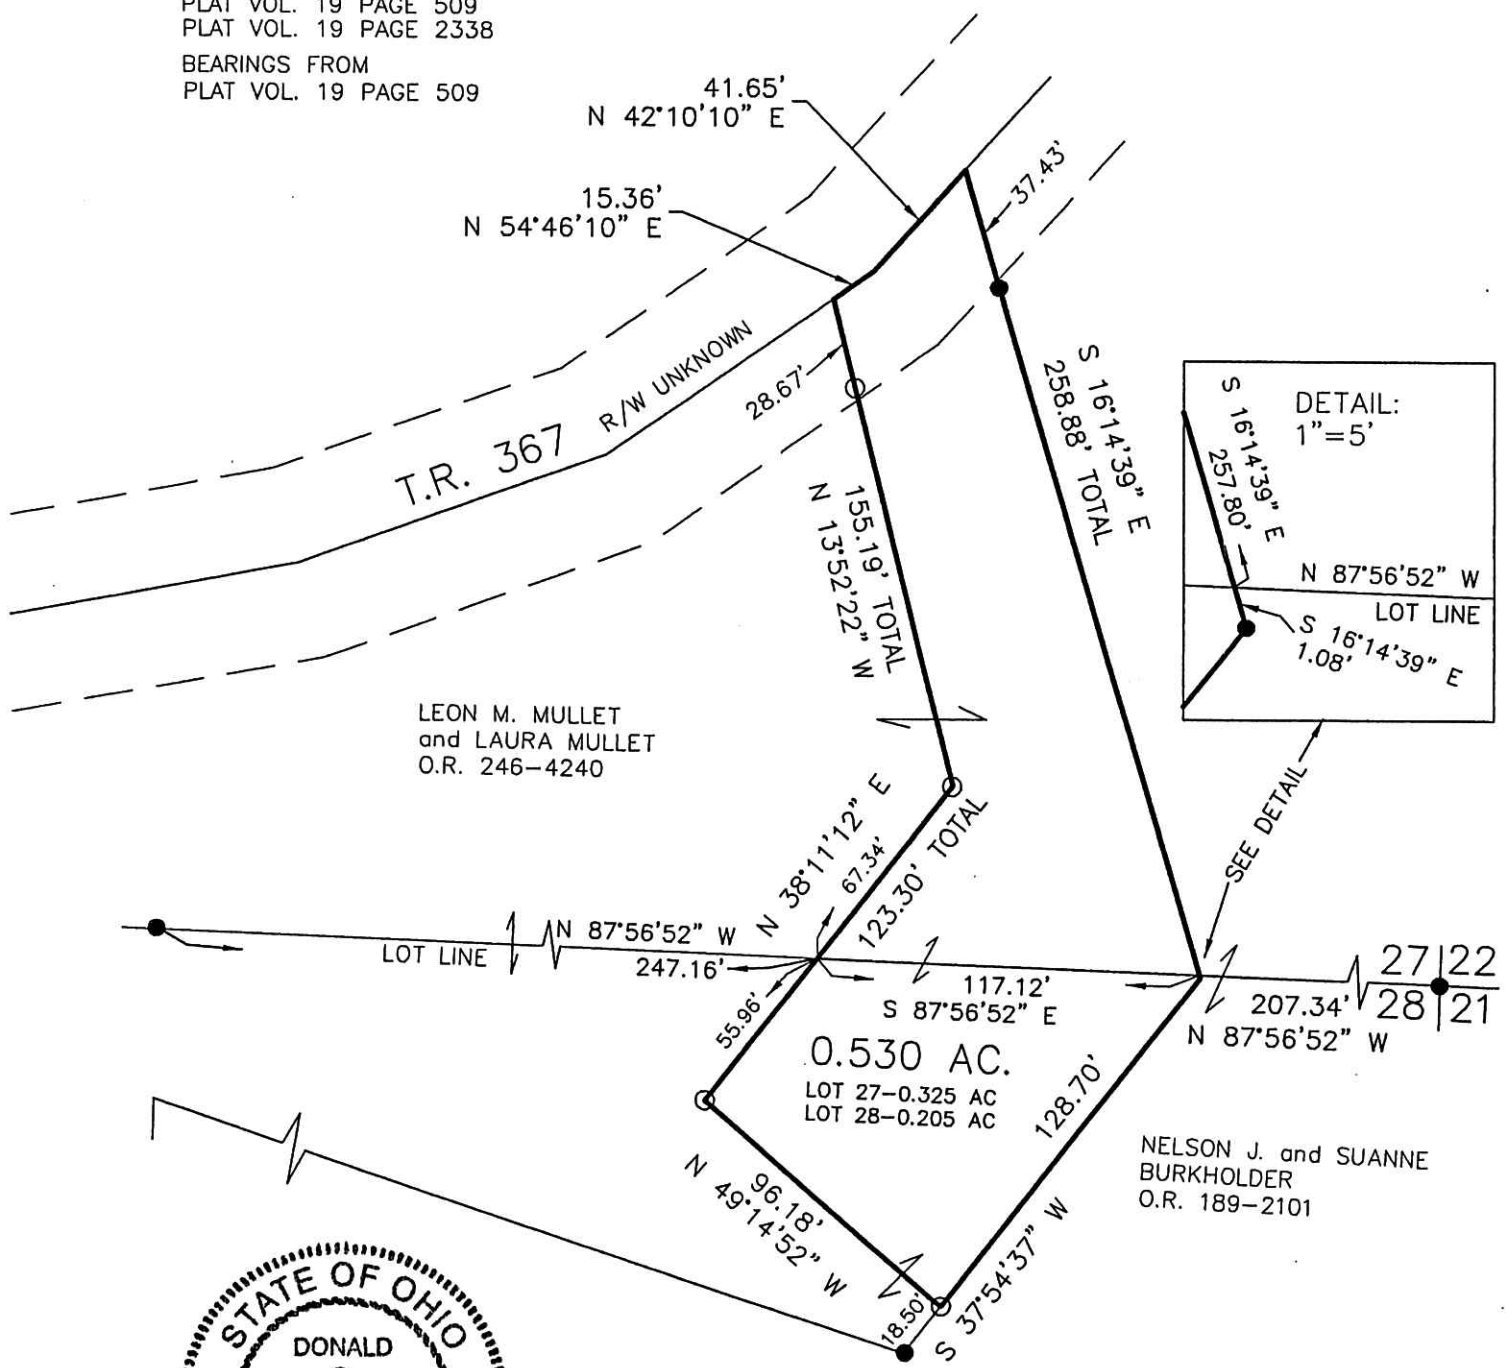 PLAT VOL. 19 PAGE 509
PLAT VOL. 19 PAGE 2338
BEARINGS FROM
PLAT VOL. 19 PAGE 509
41.65'
N 42°10'10" E
15.36'
N 54°46'10" E
37.43'
28.67'
T.R. 367
R/W UNKNOWN
S 16°14'39" E
258.88' TOTAL
155.19' TOTAL
N 13°52'22" W
DETAIL:
1"=5'
S 16°14'39" E
257.80'
N 87°56'52" W
LOT LINE
S 16°14'39" E
1.08'
SEE DETAIL
LEON M. MULLET
and LAURA MULLET
O.R. 246-4240
N 38°11'12" E
67.34'
123.30' TOTAL
N 87°56'52" W
LOT LINE
247.16'
117.12'
S 87°56'52" E
27 22
28 21
207.34'
N 87°56'52" W
55.96'
0.530 AC.
LOT 27-0.325 AC
LOT 28-0.205 AC
128.70'
NELSON J. and SUANNE
BURKHOLDER
O.R. 189-2101
96.18'
N 49°14'52" W
S 37°54'37" W
18.50'
STATE OF OHIO
DONALD